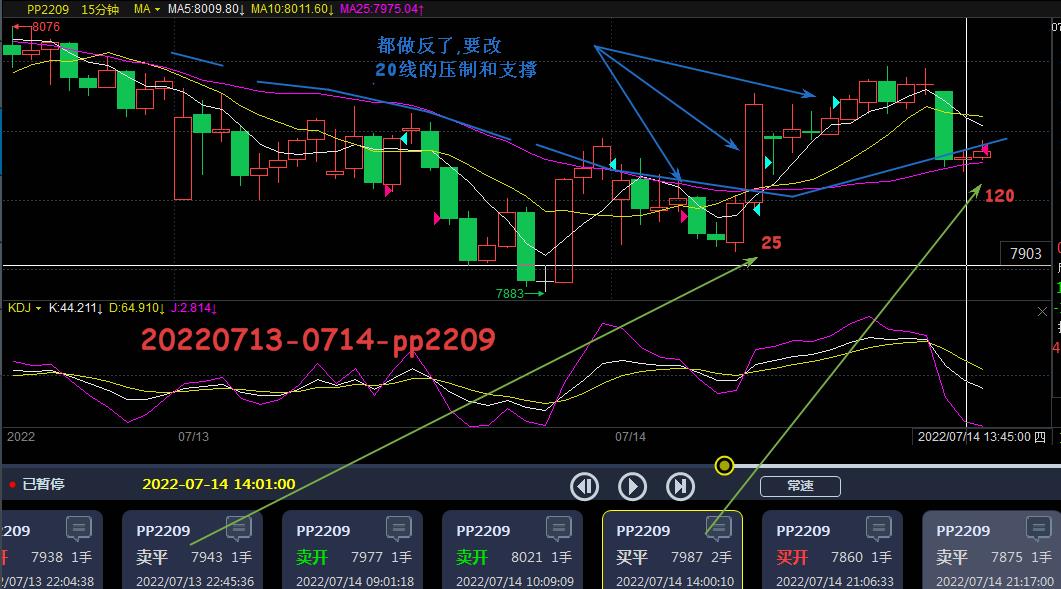 PP2209 15分钟 MA MA5:8009.80↓ MA10:8011.60↓ MA25:7975.04↑
8076
都做反了,要改
20线的压制和支撑
120
25
7903
7883
KDJ K:44.211↓ D:64.910↓ J:2.814↓
20220713-0714-pp2209
2022 07/13 07/14 2022/07/14 13:45:00 四
已暂停 2022-07-14 14:01:00 常速
2209 PP2209 PP2209 PP2209 PP2209 PP2209 PP2209
开 7938 1手 卖平 7943 1手 卖开 7977 1手 卖开 8021 1手 买平 7987 2手 买开 7860 1手 卖平 7875 1手
/07/13 22:04:38 2022/07/13 22:45:36 2022/07/14 09:01:18 2022/07/14 10:09:09 2022/07/14 14:00:10 2022/07/14 21:06:33 2022/07/14 21:17:00